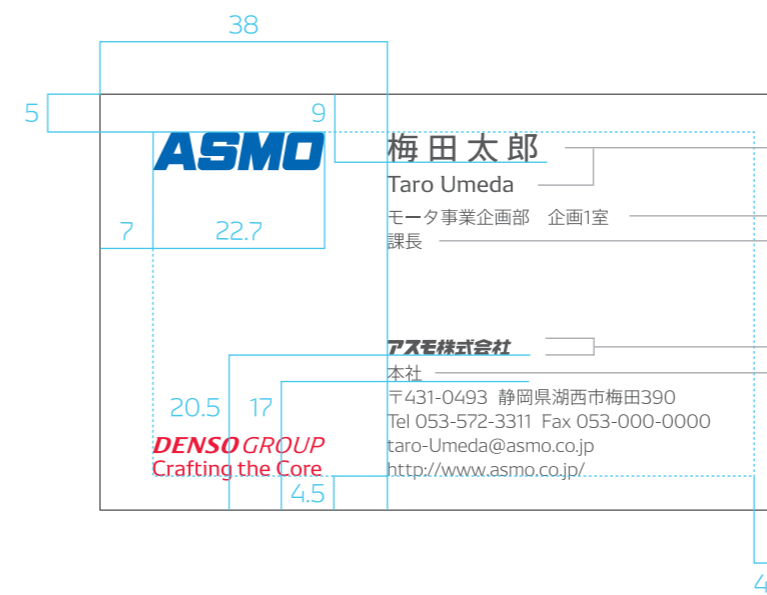 38
5
9
ASMO
梅田太郎
Taro Umeda
7
22.7
モータ事業企画部　企画1室
課長
アスモ株式会社
本社
20.5
17
〒431-0493 静岡県湖西市梅田390
Tel 053-572-3311 Fax 053-000-0000
DENSO GROUP
taro-Umeda@asmo.co.jp
Crafting the Core
http://www.asmo.co.jp/
4.5
4